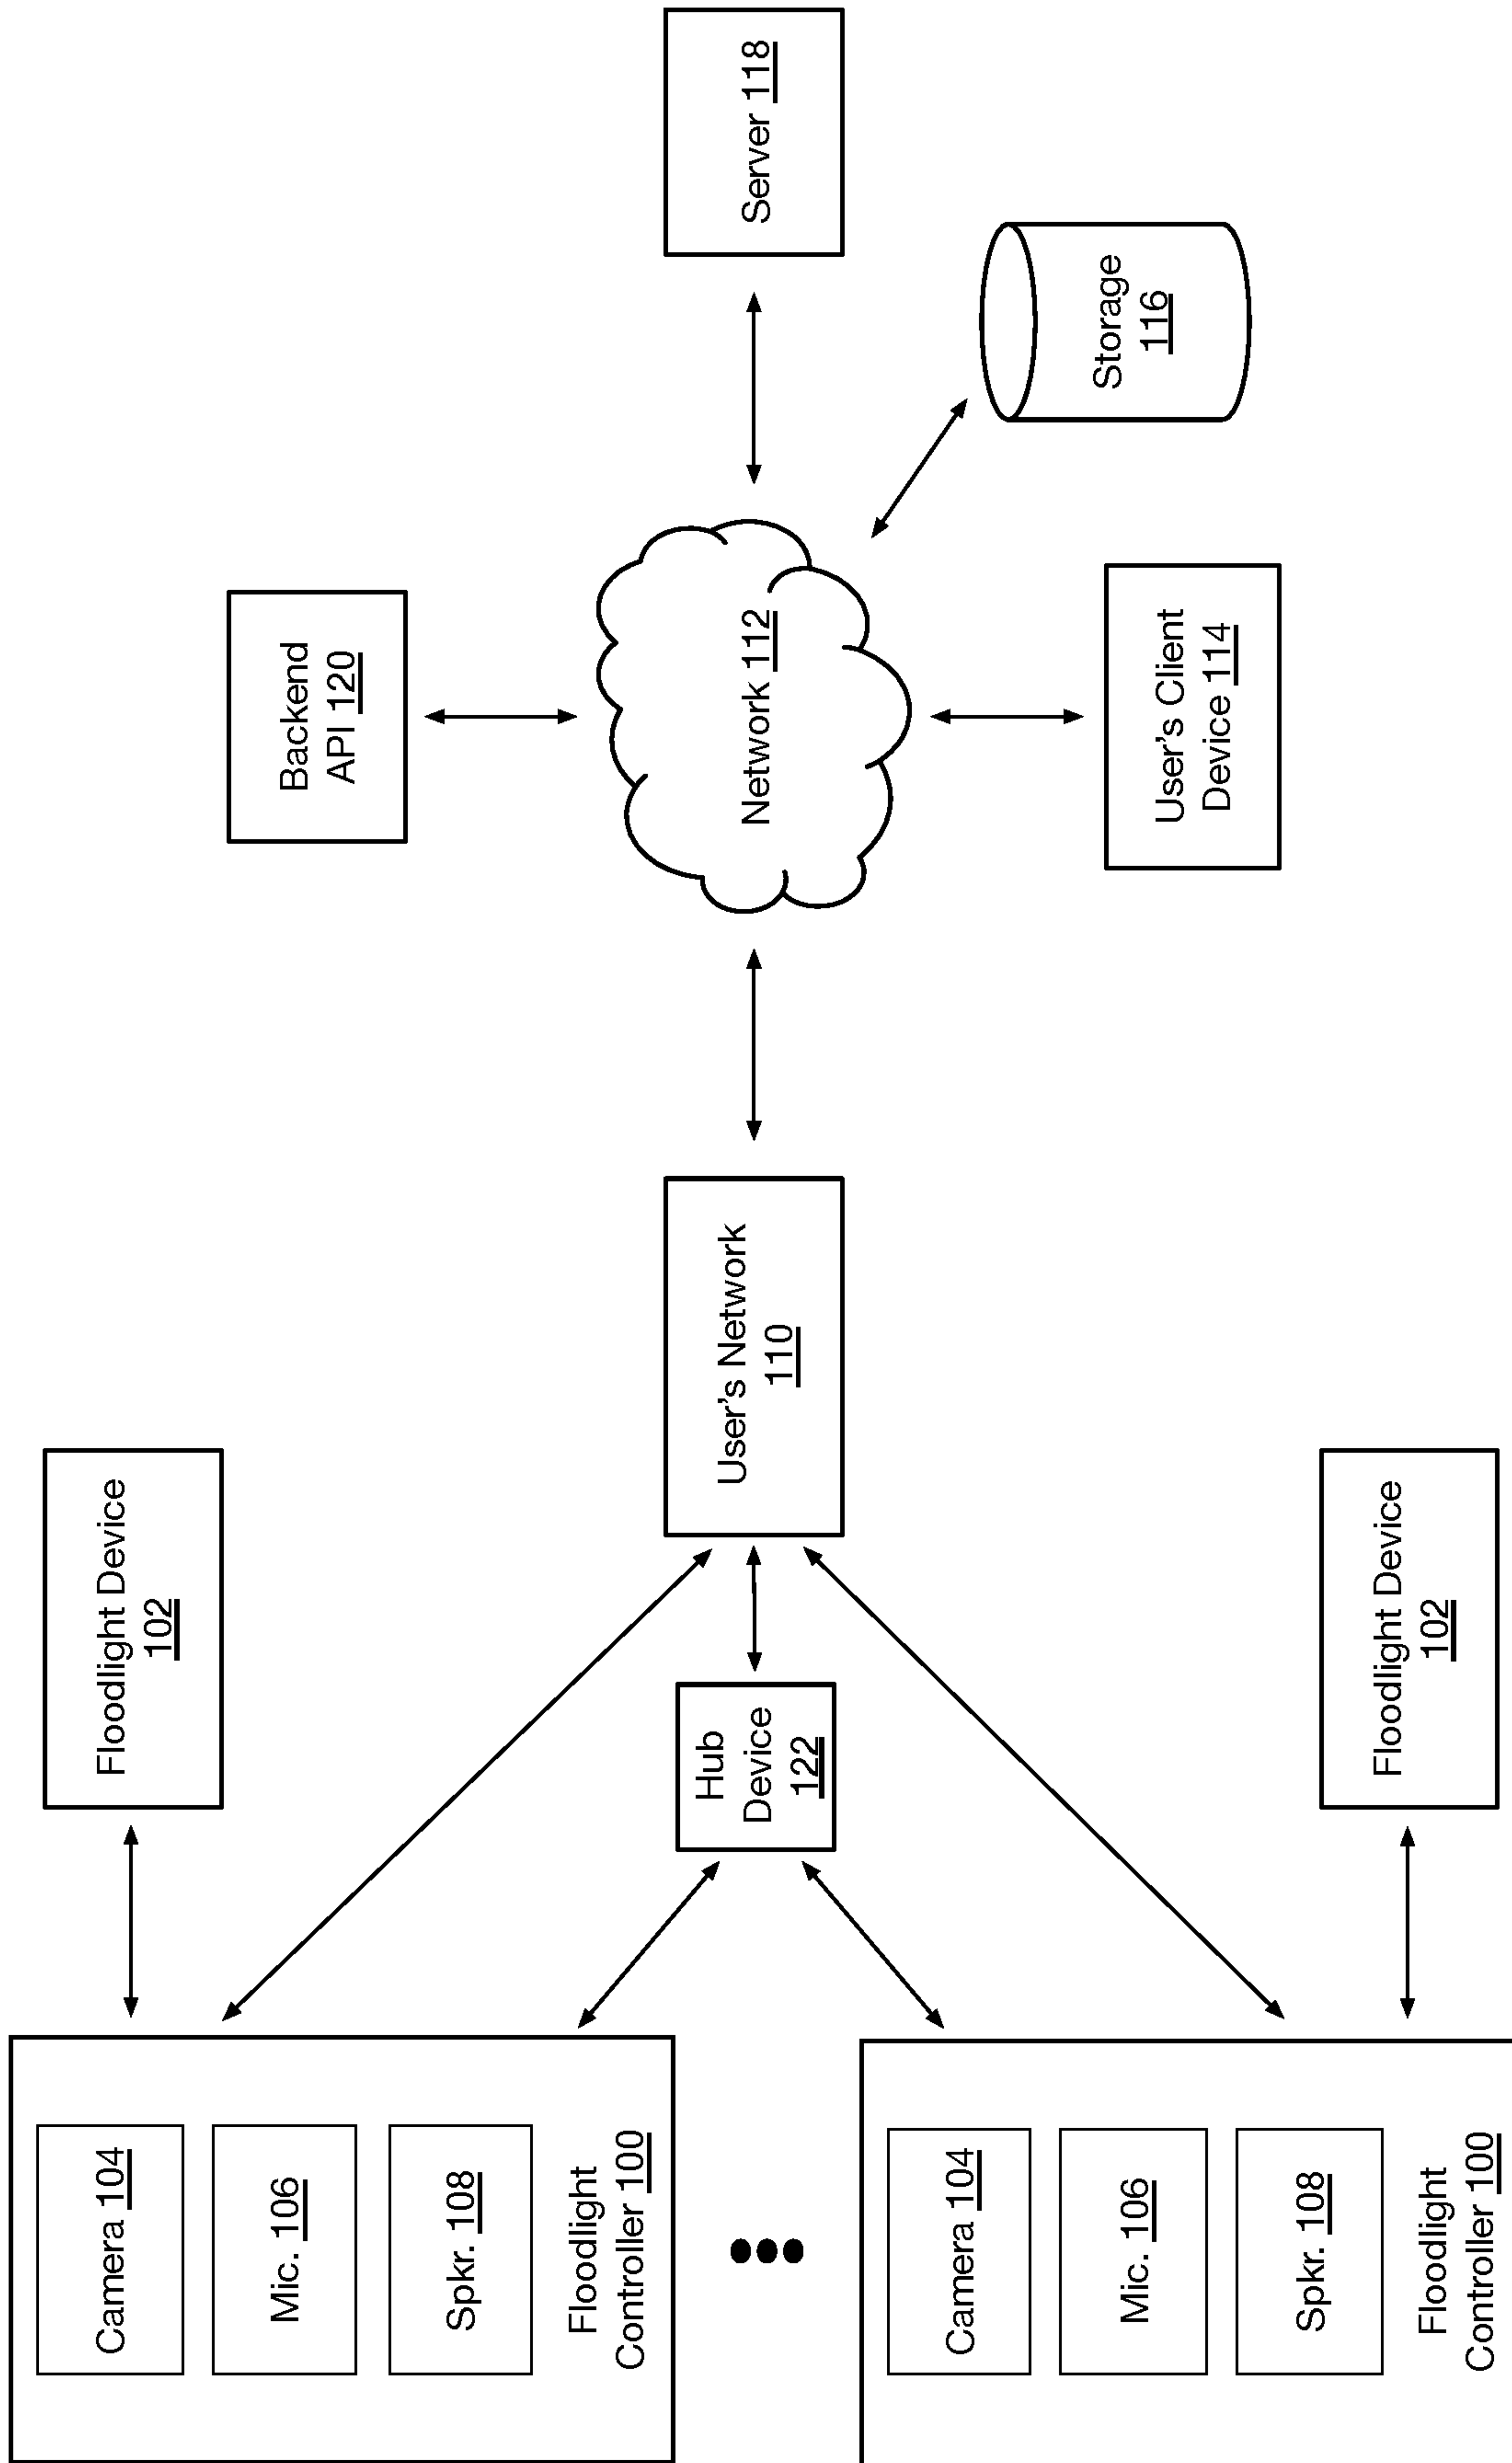 Camera 104
Mic. 106
Spkr. 108
Floodlight
Controller 100
Floodlight Device
102
Hub
Device
122
User's Network
110
Backend
API 120
Network 112
User's Client
Device 114
Server 118
Storage
116
Camera 104
Mic. 106
Spkr. 108
Floodlight
Controller 100
Floodlight Device
102